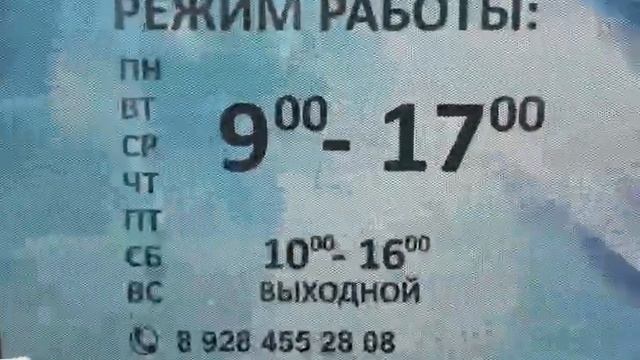 РЕЖИМ РАБОТЫ:
ПН
ВТ
9⁰⁰ - 17⁰⁰
СР
ЧТ
ПТ
СБ 10⁰⁰ - 16⁰⁰
ВС ВЫХОДНОЙ
8 928 455 28 08